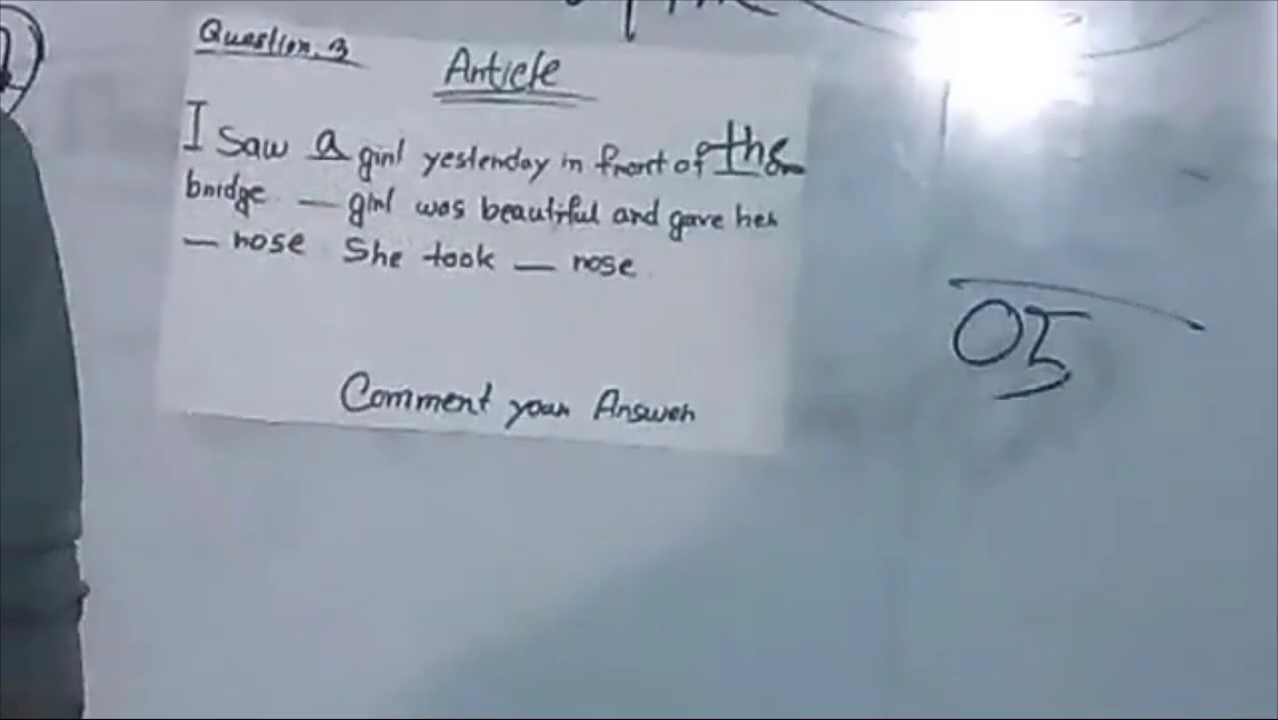 Question. 3
Article
I saw a girl yesterday in front of the
bridge. — girl was beautiful and gave her
— rose. She took — rose.
Comment your Answer
05